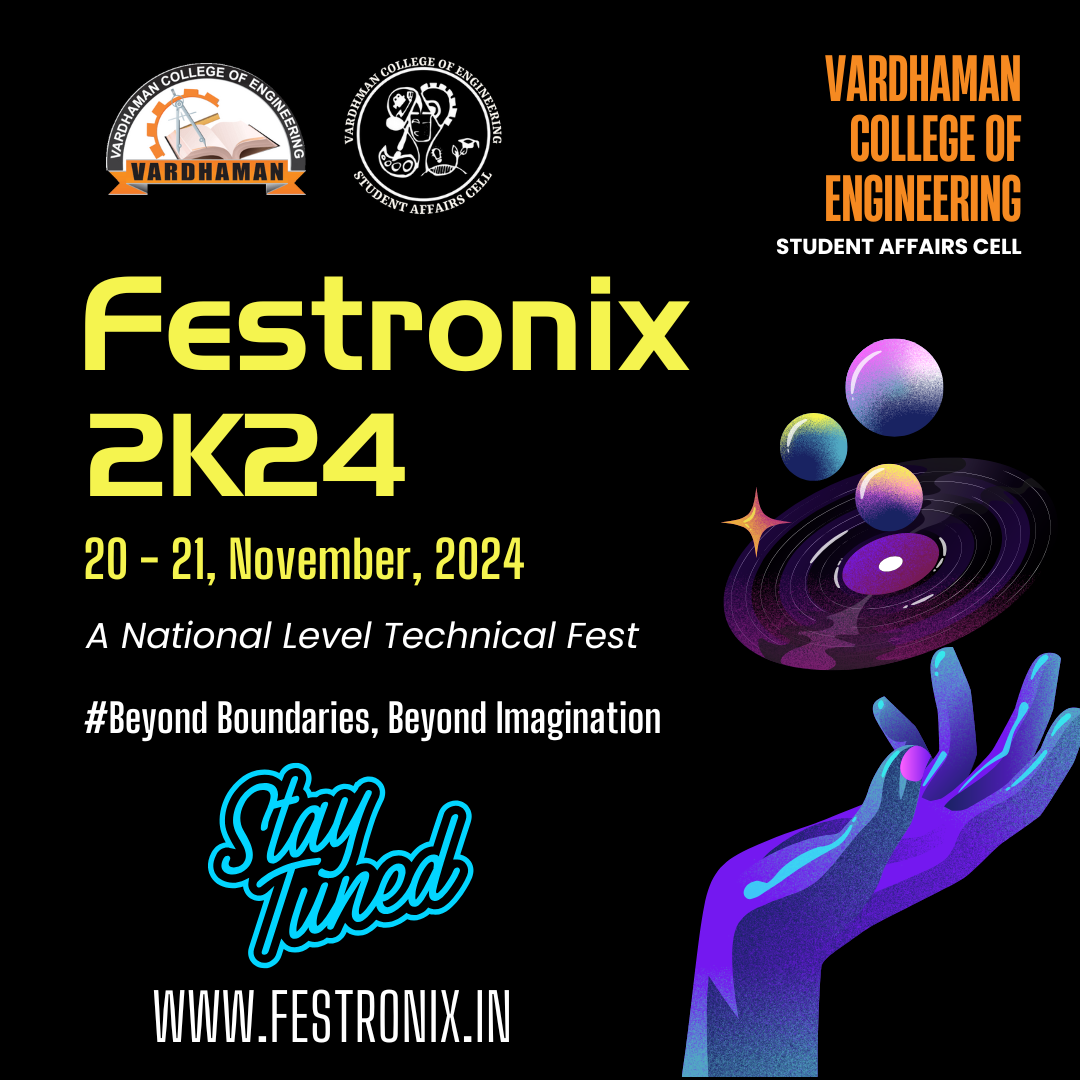 VARDHAMAN COLLEGE OF ENGINEERING
VARDHAMAN
VARDHMAN COLLEGE OF ENGINEERING
STUDENT AFFAIRS CELL
VARDHAMAN
COLLEGE OF
ENGINEERING
STUDENT AFFAIRS CELL
Festronix
2K24
20 - 21, November, 2024
A National Level Technical Fest
#Beyond Boundaries, Beyond Imagination
Stay
Tuned
WWW.FESTRONIX.IN